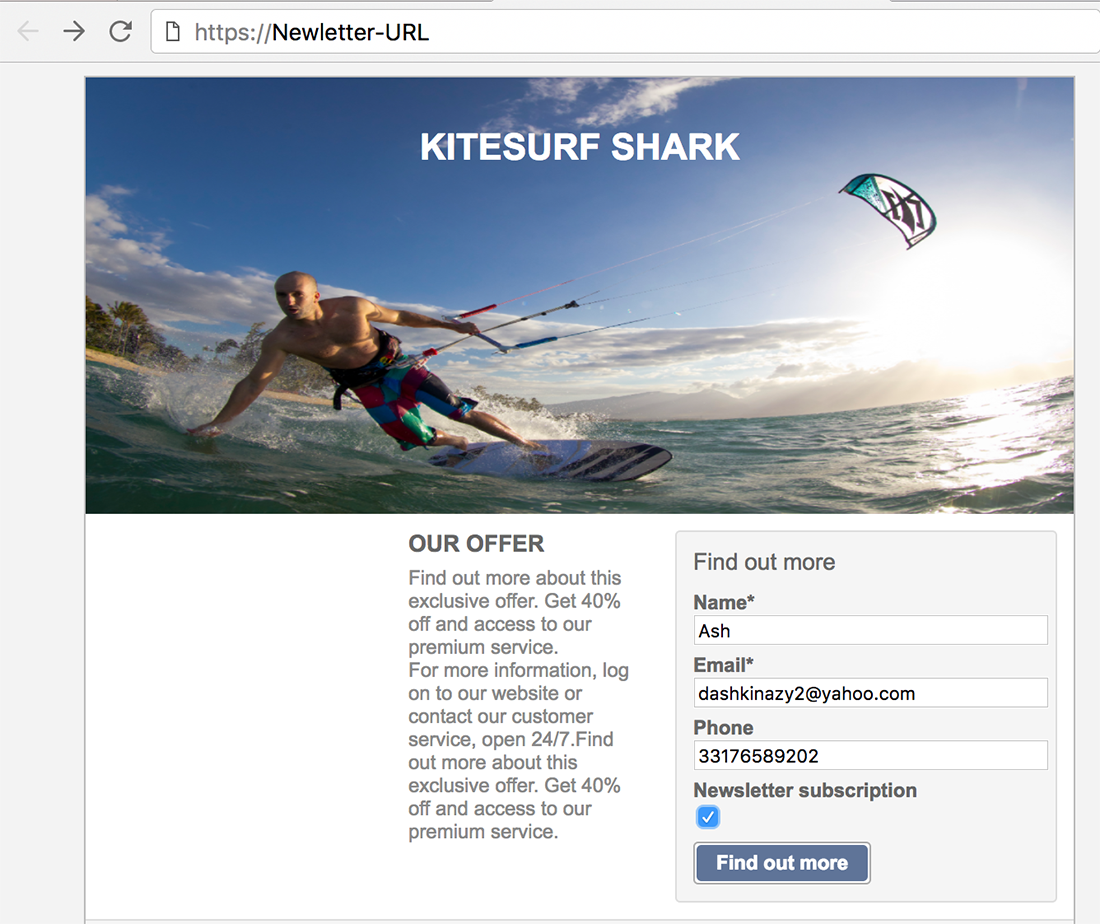 https://Newletter-URL
KITESURF SHARK
OUR OFFER
Find out more about this
exclusive offer. Get 40%
off and access to our
premium service.
For more information, log
on to our website or
contact our customer
service, open 24/7.Find
out more about this
exclusive offer. Get 40%
off and access to our
premium service.
Find out more
Name*
Ash
Email*
dashkinazy2@yahoo.com
Phone
33176589202
Newsletter subscription
Find out more